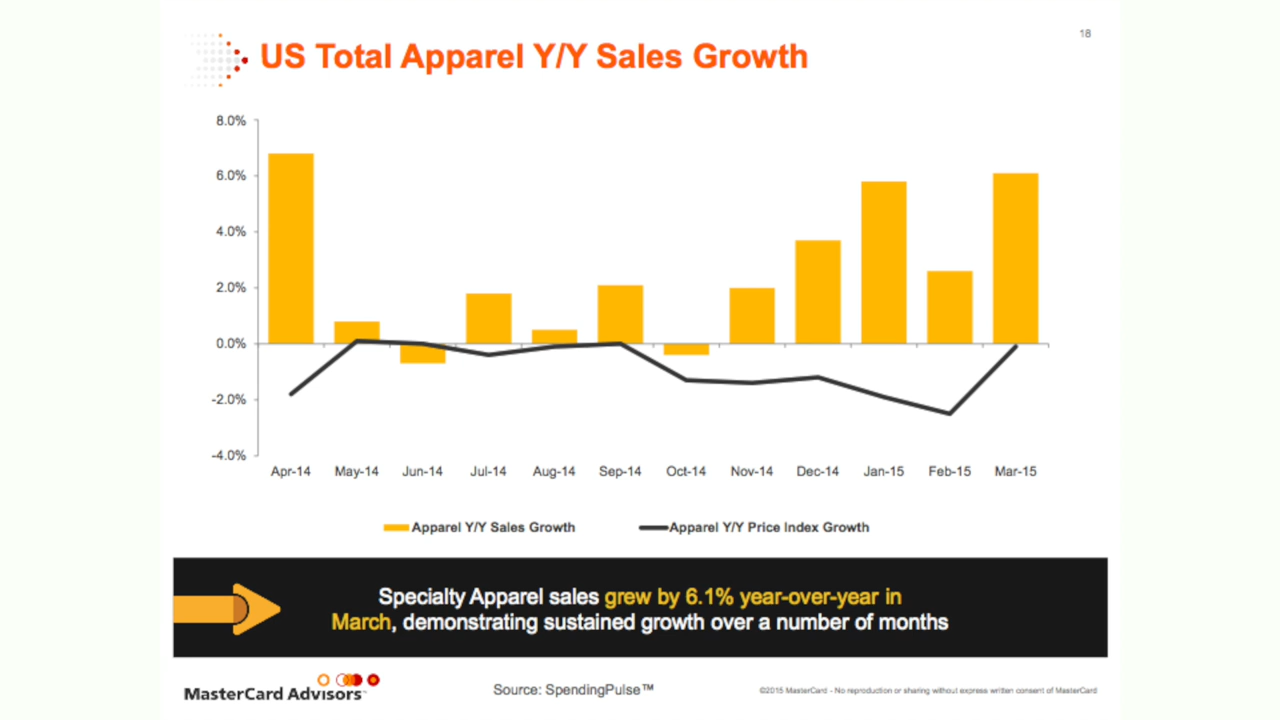 18
US Total Apparel Y/Y Sales Growth
8.0%
6.0%
4.0%
2.0%
0.0%
-2.0%
-4.0%
Apr-14 May-14 Jun-14 Jul-14 Aug-14 Sep-14 Oct-14 Nov-14 Dec-14 Jan-15 Feb-15 Mar-15
Apparel Y/Y Sales Growth Apparel Y/Y Price Index Growth
Specialty Apparel sales grew by 6.1% year-over-year in
March, demonstrating sustained growth over a number of months
MasterCard Advisors™
Source: SpendingPulse™
©2015 MasterCard - No reproduction or sharing without express written consent of MasterCard